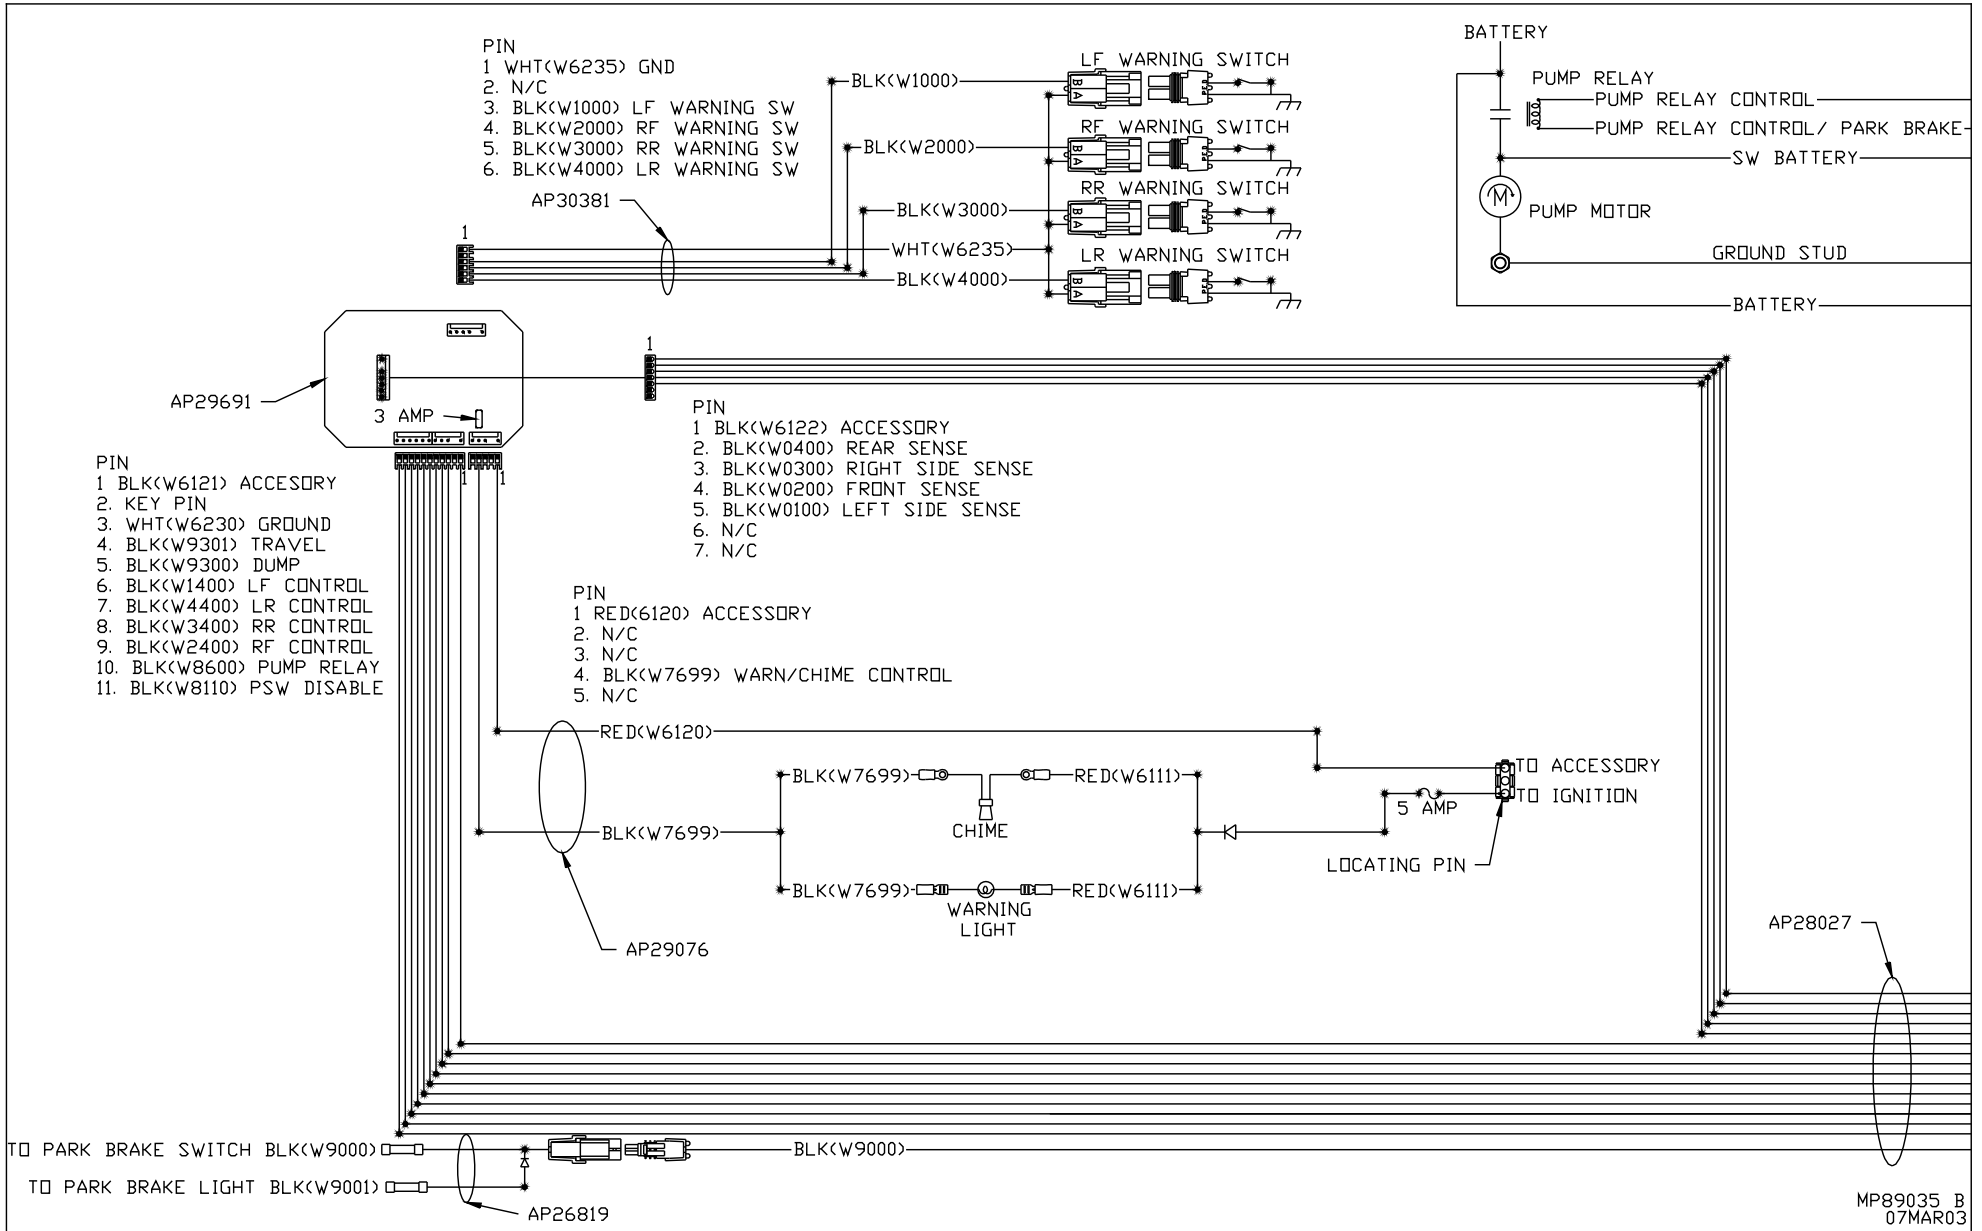 PIN
1 WHT(W6235) GND
2. N/C
3. BLK(W1000) LF WARNING SW
4. BLK(W2000) RF WARNING SW
5. BLK(W3000) RR WARNING SW
6. BLK(W4000) LR WARNING SW
AP30381
1
BLK(W1000)
BLK(W2000)
BLK(W3000)
WHT(W6235)
BLK(W4000)
LF WARNING SWITCH
B
A
RF WARNING SWITCH
B
A
RR WARNING SWITCH
B
A
LR WARNING SWITCH
B
A
BATTERY
PUMP RELAY
PUMP RELAY CONTROL
PUMP RELAY CONTROL/ PARK BRAKE
SW BATTERY
M
PUMP MOTOR
GROUND STUD
BATTERY
AP29691
3 AMP
1
1
1
PIN
1 BLK(W6122) ACCESSORY
2. BLK(W0400) REAR SENSE
3. BLK(W0300) RIGHT SIDE SENSE
4. BLK(W0200) FRONT SENSE
5. BLK(W0100) LEFT SIDE SENSE
6. N/C
7. N/C
PIN
1 BLK(W6121) ACCESORY
2. KEY PIN
3. WHT(W6230) GROUND
4. BLK(W9301) TRAVEL
5. BLK(W9300) DUMP
6. BLK(W1400) LF CONTROL
7. BLK(W4400) LR CONTROL
8. BLK(W3400) RR CONTROL
9. BLK(W2400) RF CONTROL
10. BLK(W8600) PUMP RELAY
11. BLK(W8110) PSW DISABLE
PIN
1 RED(6120) ACCESSORY
2. N/C
3. N/C
4. BLK(W7699) WARN/CHIME CONTROL
5. N/C
RED(W6120)
BLK(W7699)
BLK(W7699)
CHIME
RED(W6111)
BLK(W7699)
WARNING
LIGHT
RED(W6111)
TO ACCESSORY
TO IGNITION
5 AMP
LOCATING PIN
AP29076
AP28027
TO PARK BRAKE SWITCH BLK(W9000)
BLK(W9000)
TO PARK BRAKE LIGHT BLK(W9001)
AP26819
MP89035 B
07MAR03